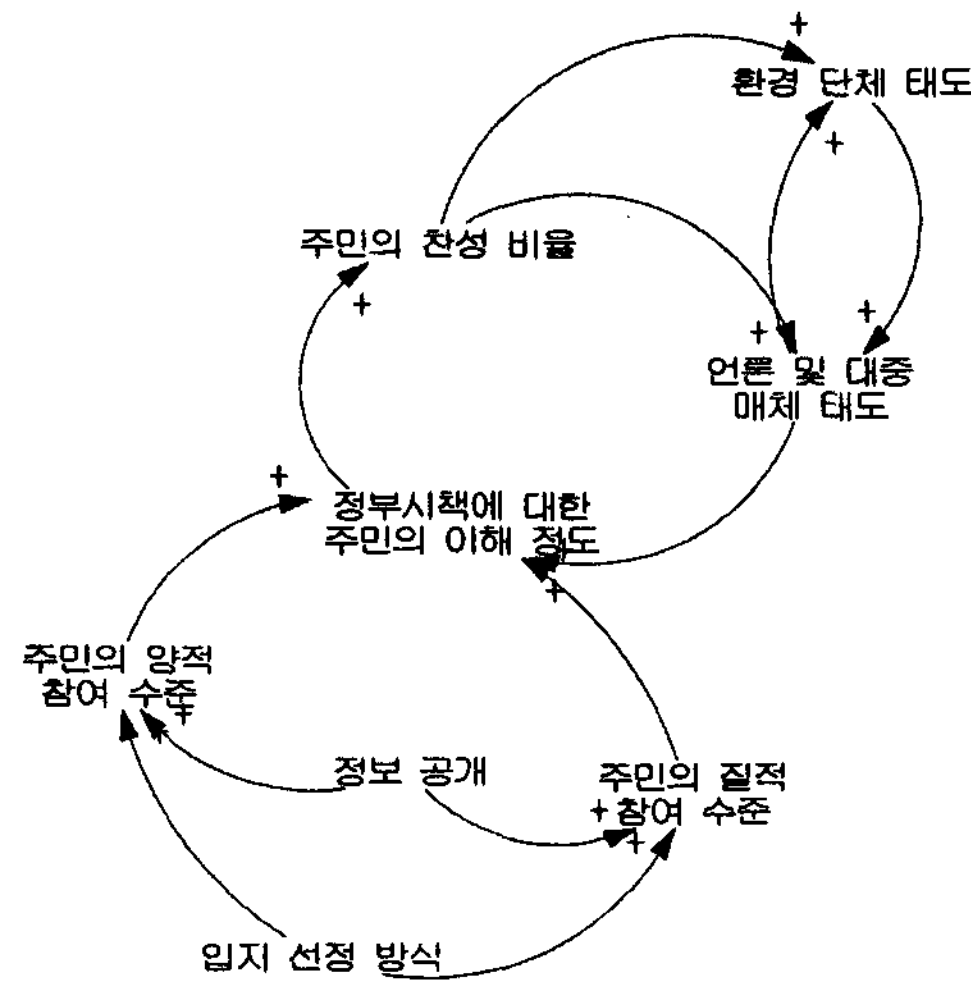 +
환경 단체 태도
+
주민의 찬성 비율
+
+
+
언론 및 대중
매체 태도
+
정부시책에 대한
주민의 이해 정도
+
+
주민의 양적
참여 수준
+
+
정보 공개
주민의 질적
+ 참여 수준
+
입지 선정 방식